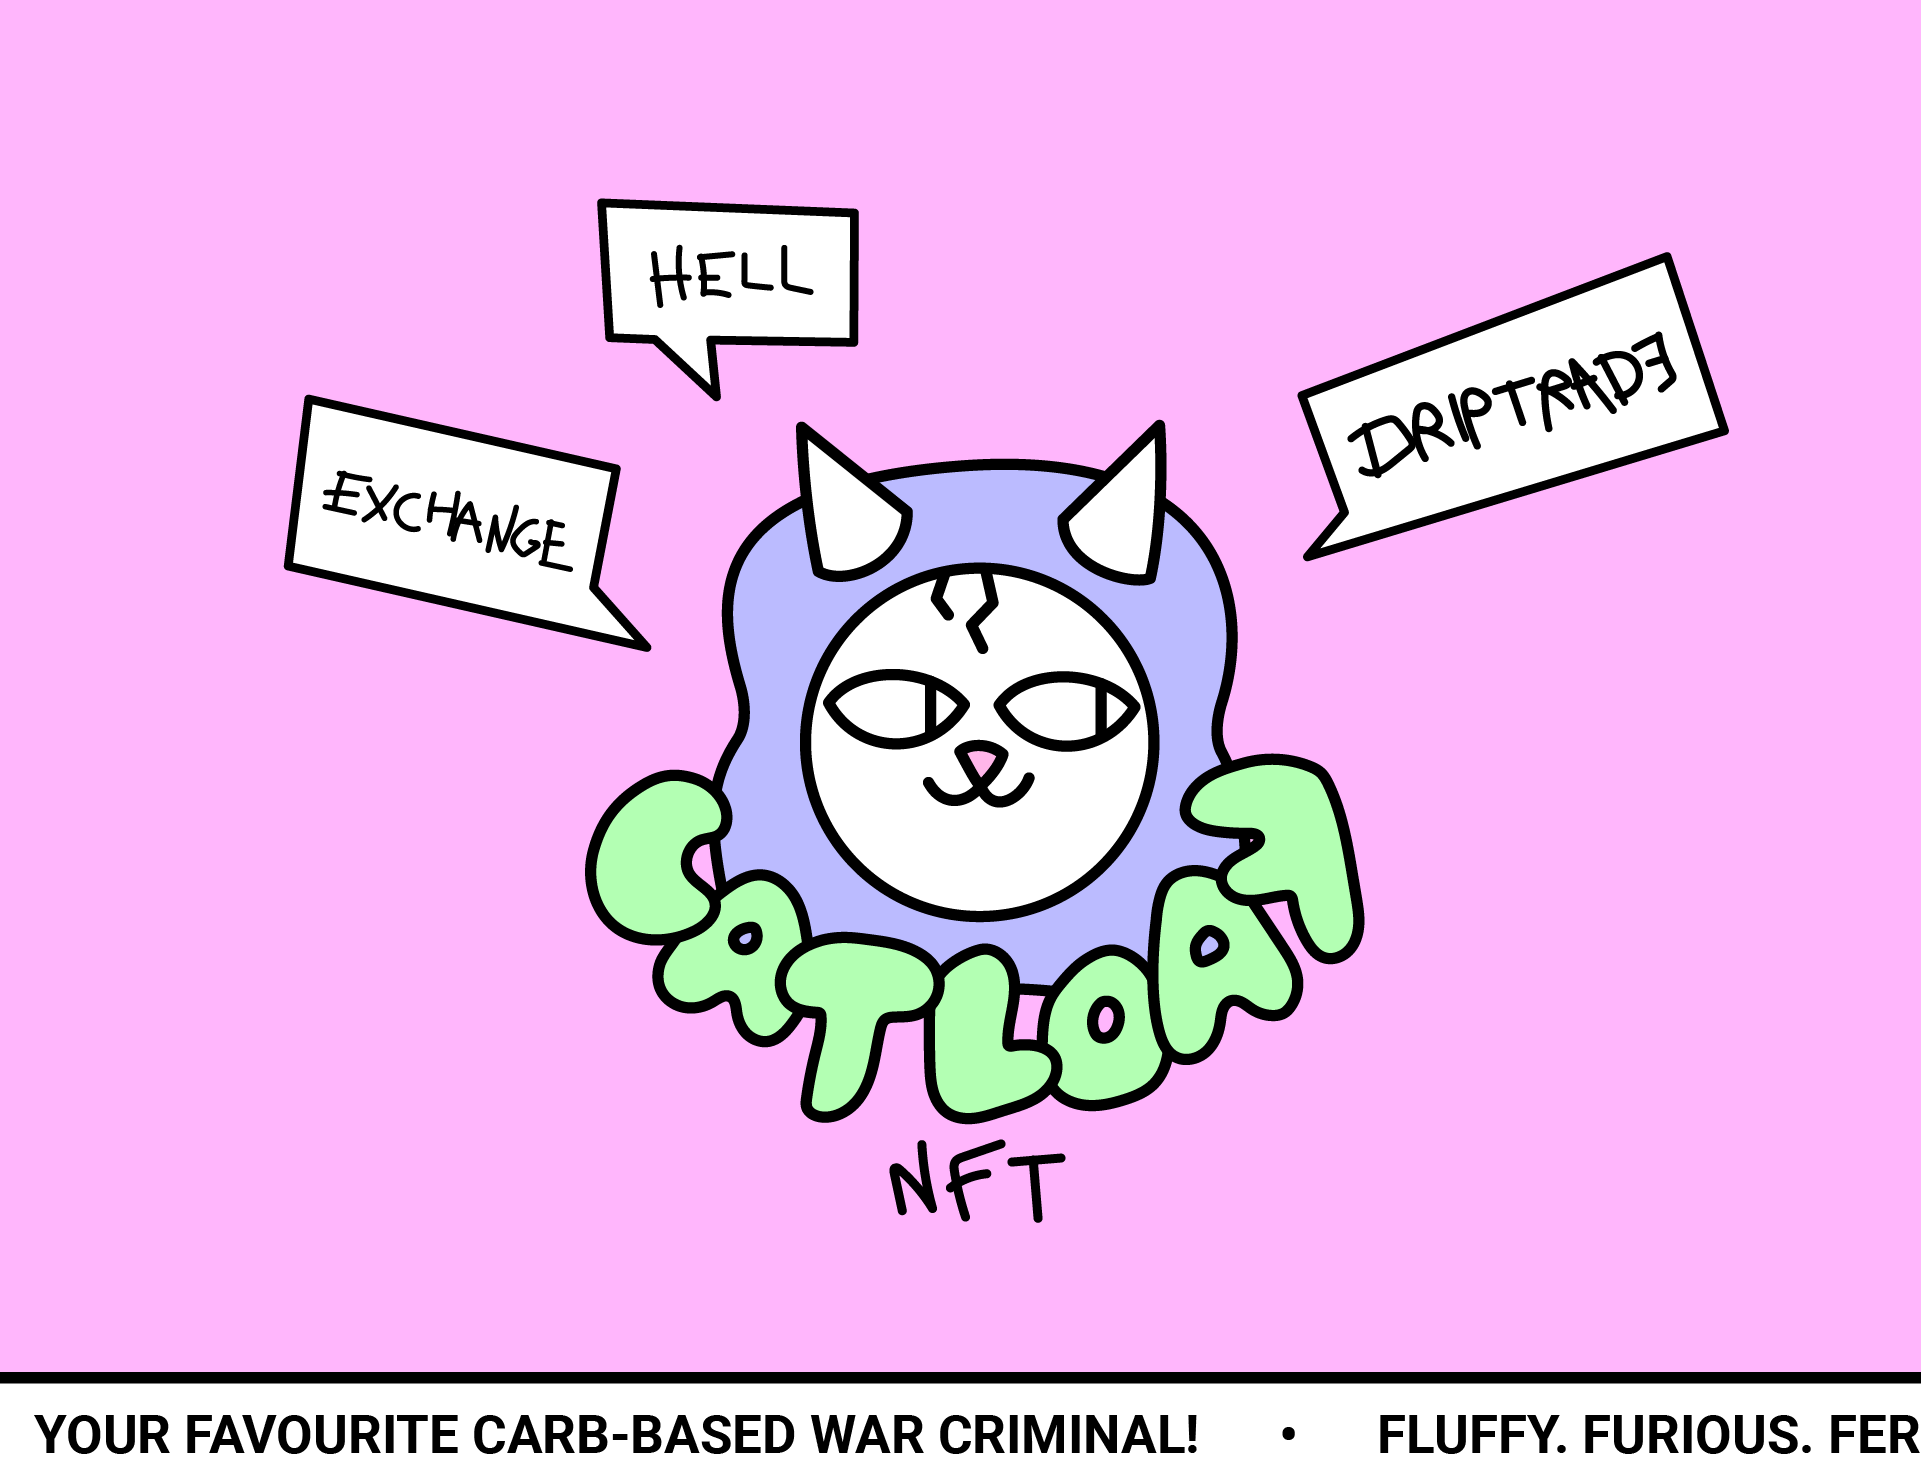 HELL
DRIPTRADE
EXCHANGE
CATLOAF
NFT
YOUR FAVOURITE CARB-BASED WAR CRIMINAL! • FLUFFY. FURIOUS. FER